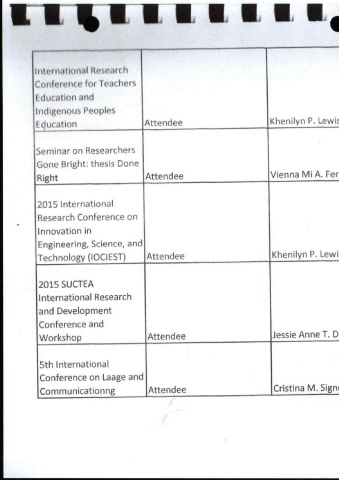 International Research
Conference for Teachers
Education and
Indigenous Peoples
Education
Attendee
Khenilyn P. Lewis
Seminar on Researchers
Gone Bright: thesis Done
Right
Attendee
Vienna Mi A. Fer
2015 International
Research Conference on
Innovation in
Engineering, Science, and
Technology (IOCIEST)
Attendee
Khenilyn P. Lewi
2015 SUCTEA
International Research
and Development
Conference and
Workshop
Attendee
Jessie Anne T. D
5th International
Conference on Laage and
Communicationng
Attendee
Cristina M. Sign